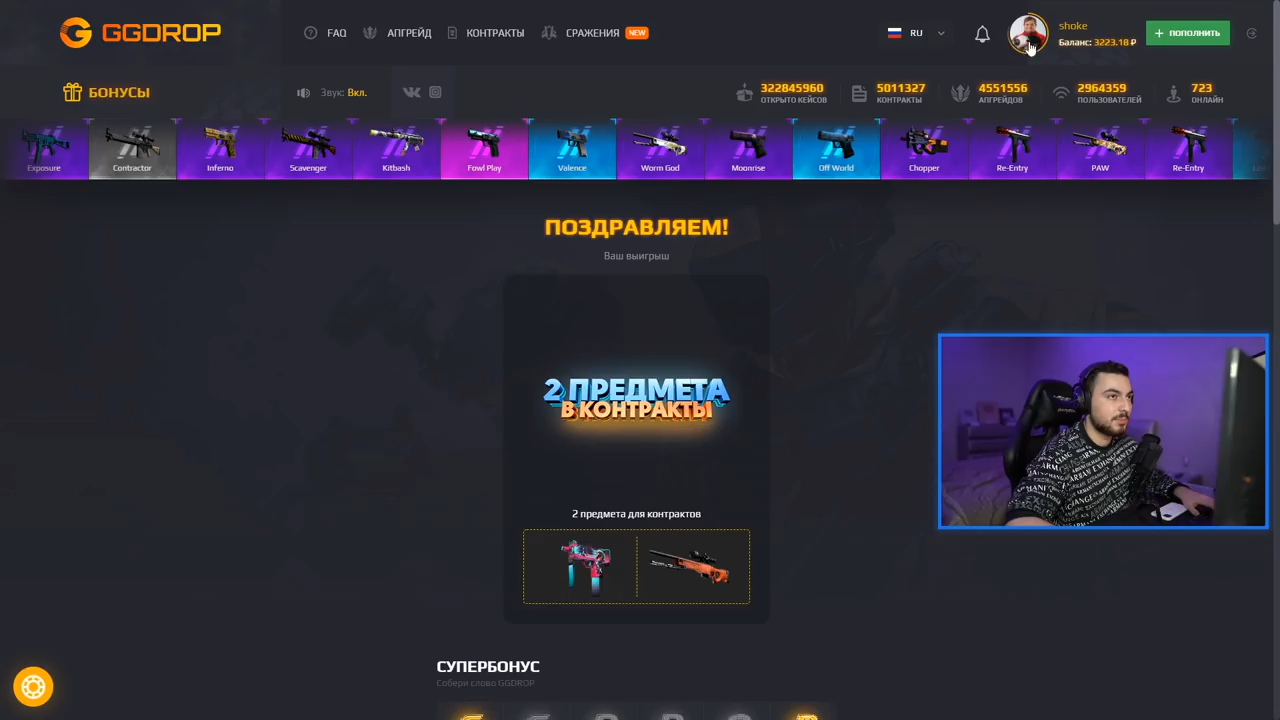 GGDROP
FAQ
АПГРЕЙД
КОНТРАКТЫ
СРАЖЕНИЯ NEW
RU
shoke
Баланс: 3223.18 ₽
+ ПОПОЛНИТЬ
БОНУСЫ
Звуĸ: Вкл.
322845960
ОТКРЫТО КЕЙСОВ
5011327
КОНТРАКТЫ
4551556
АПГРЕЙДОВ
2964359
ПОЛЬЗОВАТЕЛЕЙ
723
ОНЛАЙН
Exposure
Contractor
Inferno
Scavenger
Kitbash
Fowl Play
Valence
Worm God
Moonrise
Off World
Chopper
Re-Entry
PAW
Re-Entry
ПОЗДРАВЛЯЕМ!
Ваш выигрыш
2 ПРЕДМЕТА
В КОНТРАКТЫ
2 предмета для контрактов
СУПЕРБОНУС
Собери слово GGDROP